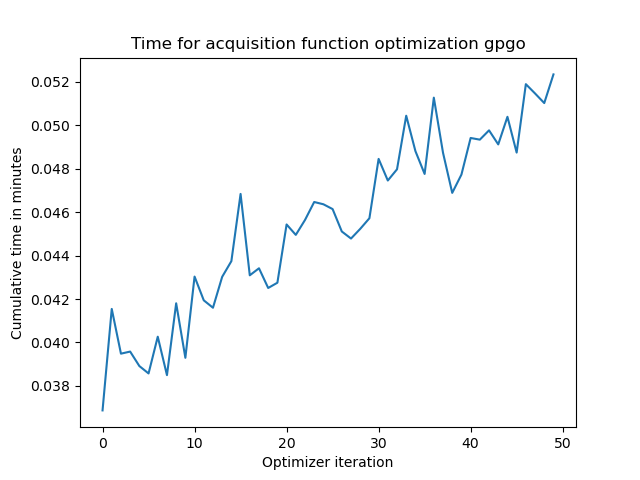 Time for acquisition function optimization gpgo
Cumulative time in minutes
0.052
0.050
0.048
0.046
0.044
0.042
0.040
0.038
0 10 20 30 40 50
Optimizer iteration